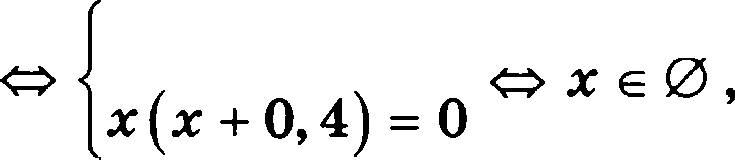 ⇔ { x(x + 0,4) = 0 ⇔ x ∈ ∅ ,